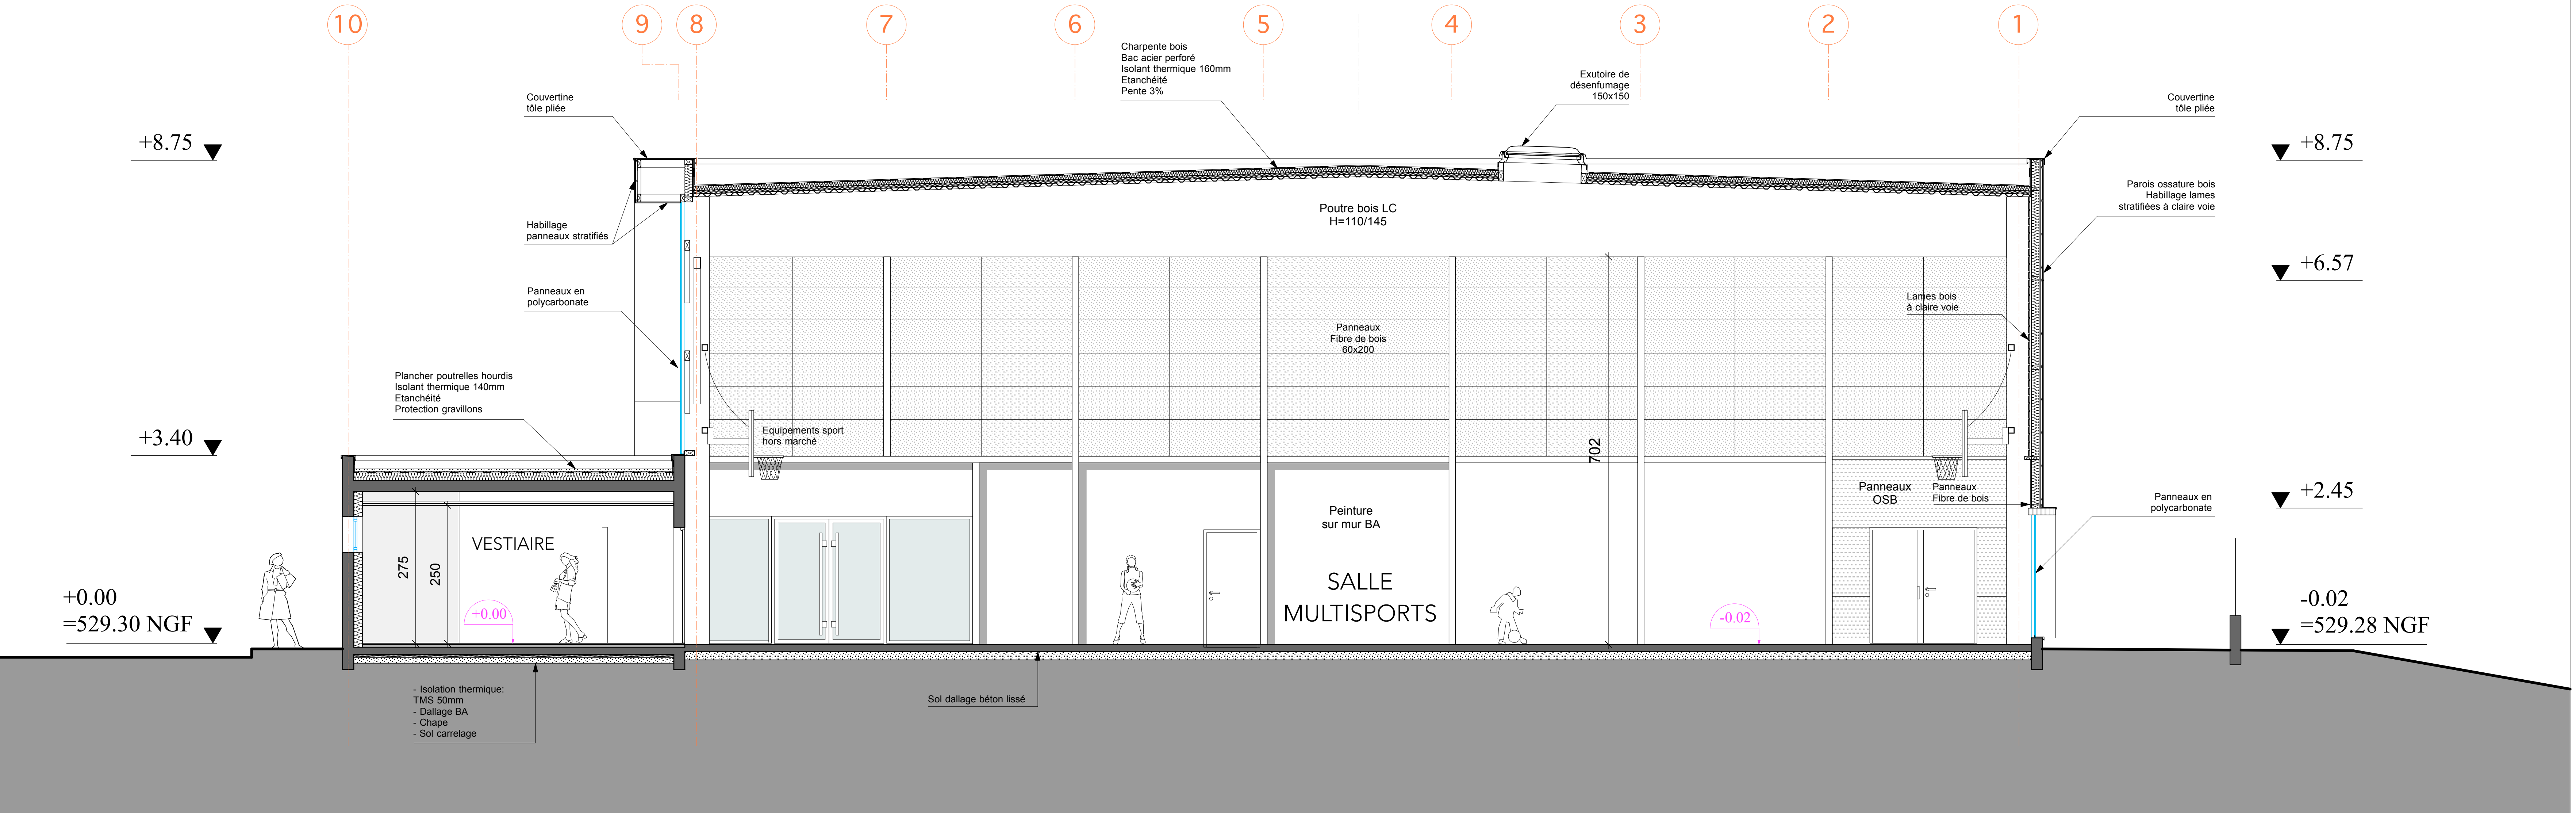 10
9
8
7
6
5
4
3
2
1
Charpente bois
Bac acier perforé
Isolant thermique 160mm
Etanchéité
Pente 3%
Exutoire de
désenfumage
150x150
Couvertine
tôle pliée
Couvertine
tôle pliée
+8.75
+8.75
Parois ossature bois
Habillage lames
stratifiées à claire voie
Poutre bois LC
H=110/145
Habillage
panneaux stratifiés
+6.57
Panneaux en
polycarbonate
Lames bois
à claire voie
Panneaux
Fibre de bois
60x200
Plancher poutrelles hourdis
Isolant thermique 140mm
Etanchéité
Protection gravillons
+3.40
Equipements sport
hors marché
702
Panneaux
OSB
Panneaux
Fibre de bois
+2.45
Panneaux en
polycarbonate
Peinture
sur mur BA
VESTIAIRE
275
250
SALLE
MULTISPORTS
+0.00
-0.02
+0.00
=529.30 NGF
-0.02
=529.28 NGF
- Isolation thermique:
TMS 50mm
- Dallage BA
- Chape
- Sol carrelage
Sol dallage béton lissé